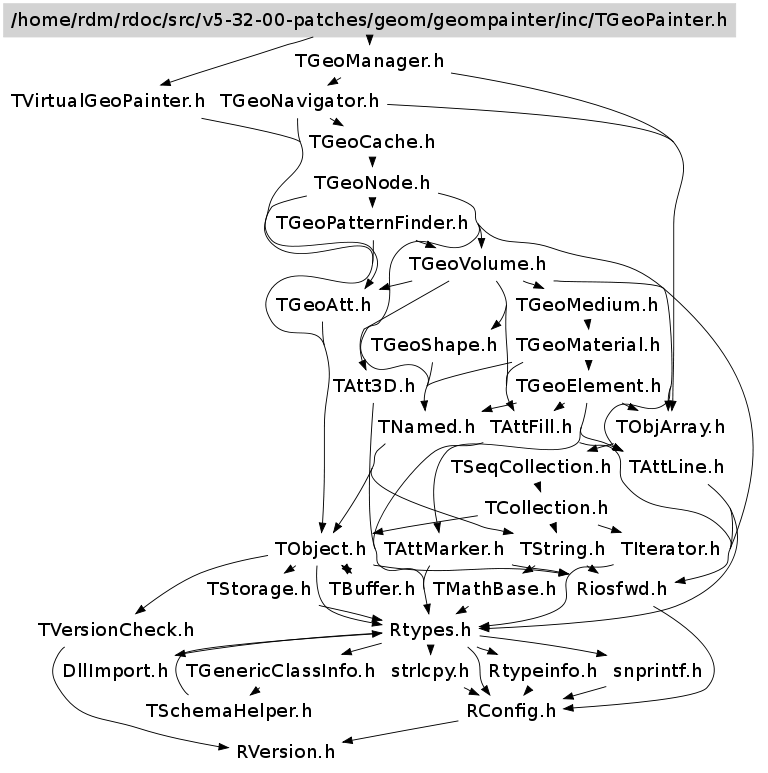 /home/rdm/rdoc/src/v5-32-00-patches/geom/geompainter/inc/TGeoPainter.h
TGeoManager.h
TVirtualGeoPainter.h TGeoNavigator.h
TGeoCache.h
TGeoNode.h
TGeoPatternFinder.h
TGeoVolume.h
TGeoAtt.h TGeoMedium.h
TGeoShape.h TGeoMaterial.h
TAtt3D.h TGeoElement.h
TNamed.h TAttFill.h TObjArray.h
TSeqCollection.h TAttLine.h
TCollection.h
TObject.h TAttMarker.h TString.h TIterator.h
TStorage.h TBuffer.h TMathBase.h Riosfwd.h
TVersionCheck.h Rtypes.h
DllImport.h TGenericClassInfo.h strlcpy.h Rtypeinfo.h snprintf.h
TSchemaHelper.h RConfig.h
RVersion.h